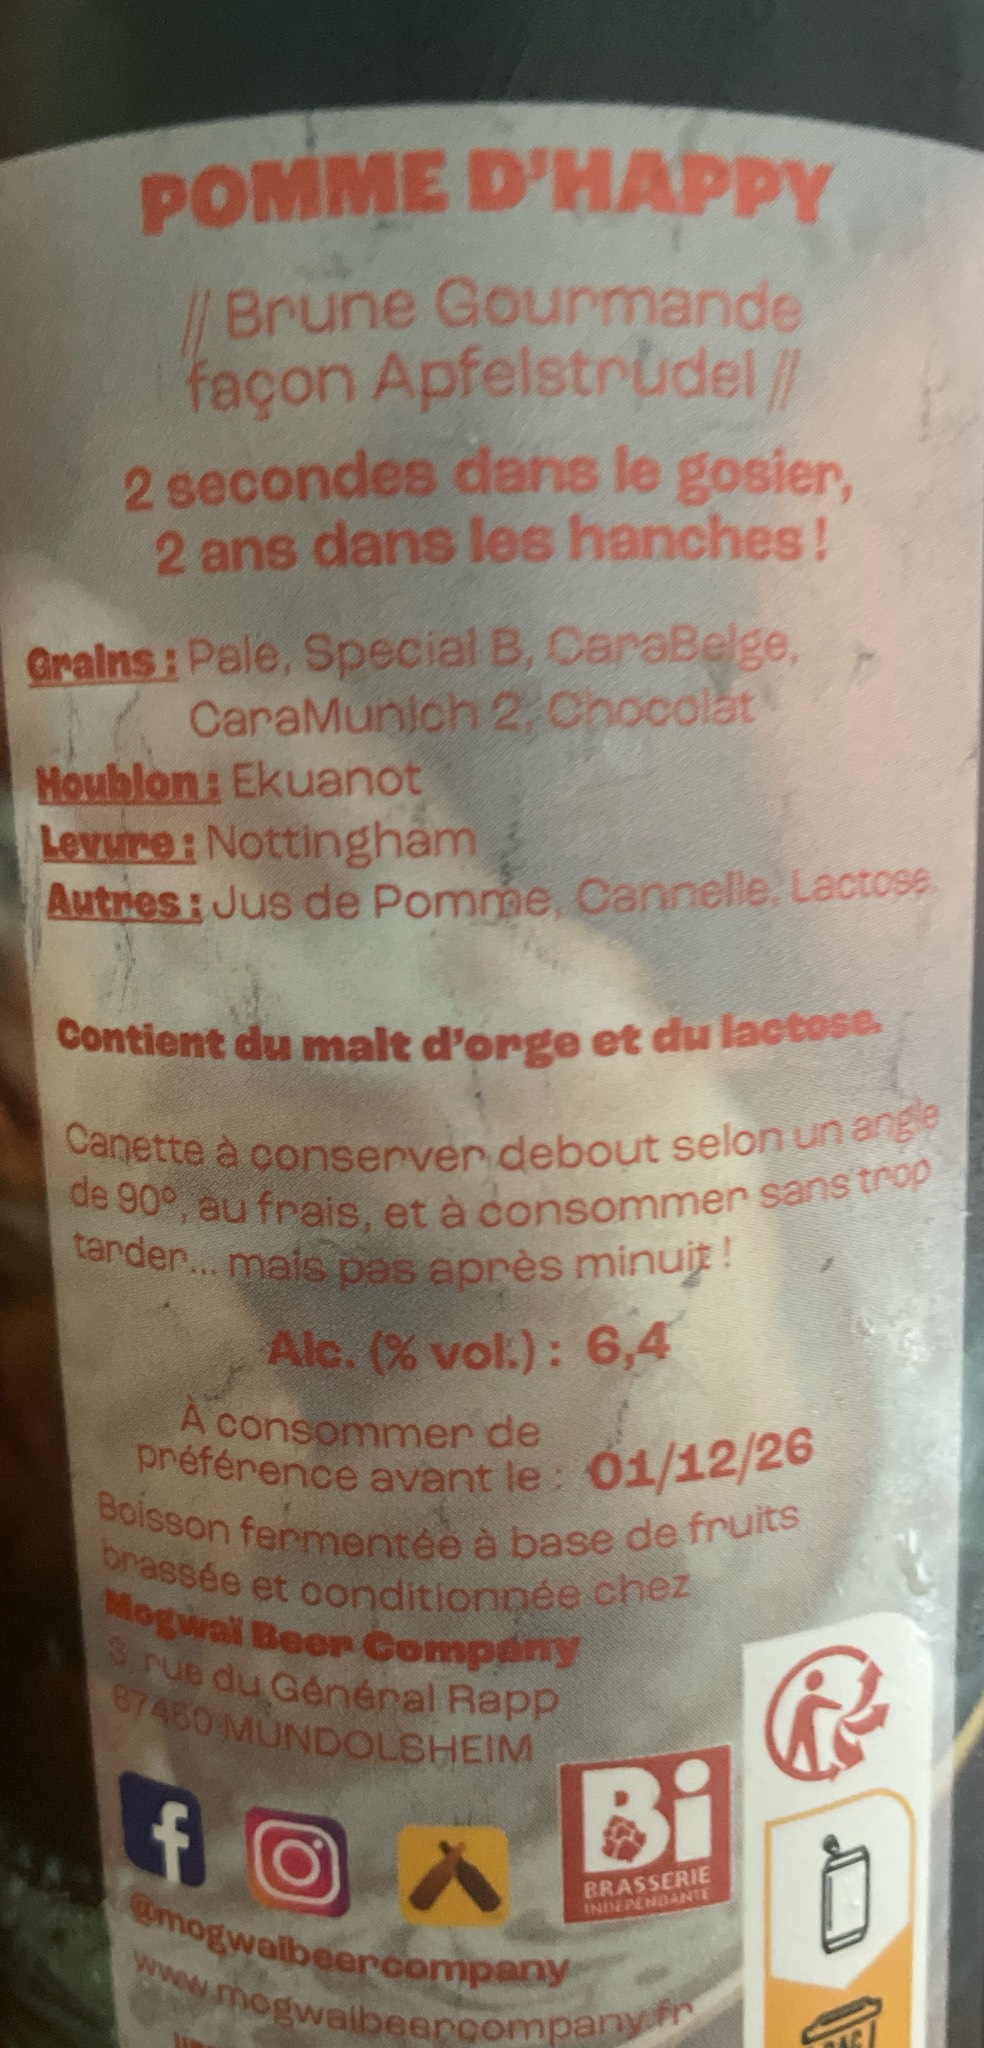 POMME D'HAPPY
// Brune Gourmande
façon Apfelstrudel //
2 secondes dans le gosier,
2 ans dans les hanches !
Grains : Pale, Special B, CaraBelge,
CaraMunich 2, Chocolat
Houblon : Ekuanot
Levure : Nottingham
Autres : Jus de Pomme, Cannelle, Lactose
Contient du malt d'orge et du lactose.
Canette à conserver debout selon un angle
de 90°, au frais, et à consommer sans trop
tarder... mais pas après minuit !
Alc. (% vol.) : 6,4
À consommer de
préférence avant le : 01/12/26
Boisson fermentée à base de fruits
brassée et conditionnée chez
Mogwaï Beer Company
3, rue du Général Rapp
67450 MUNDOLSHEIM
Bi
BRASSERIE
INDÉPENDANTE
@mogwaibeercompany
www.mogwaibeercompany.fr
BAC